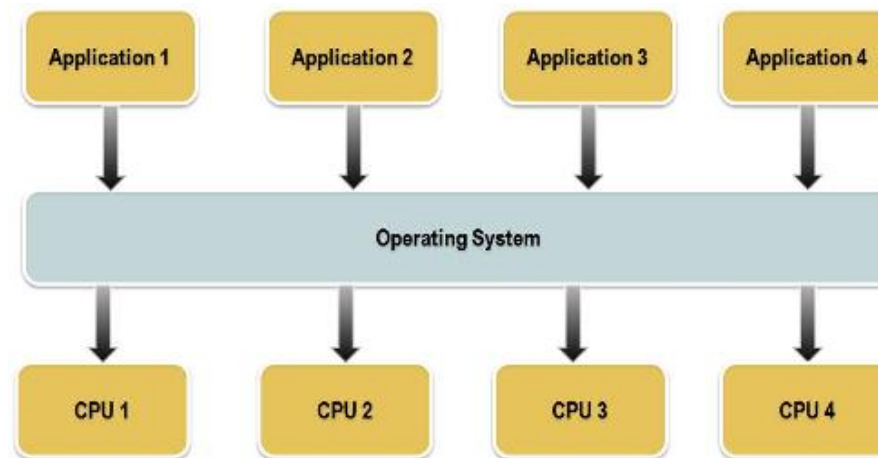 Application 1
Application 2
Application 3
Application 4
Operating System
CPU 1
CPU 2
CPU 3
CPU 4